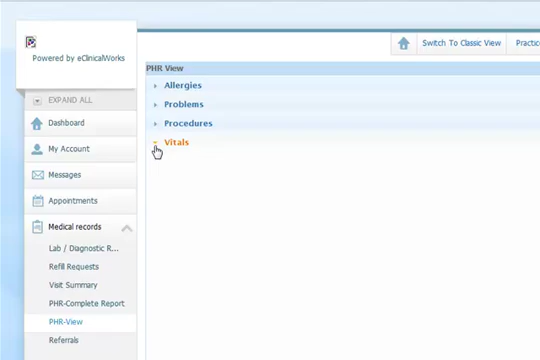 Powered by eClinicalWorks
Switch To Classic View
Practice
PHR View
EXPAND ALL
Allergies
Problems
Procedures
Vitals
Dashboard
My Account
Messages
Appointments
Medical records
Lab / Diagnostic R...
Refill Requests
Visit Summary
PHR-Complete Report
PHR-View
Referrals